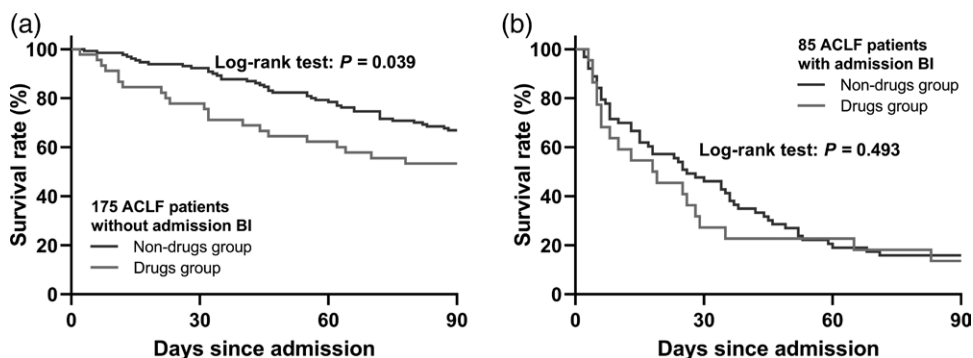 (a)
Survival rate (%)
100
80
60
40
20
0
Log-rank test: P = 0.039
175 ACLF patients
without admission BI
Non-drugs group
Drugs group
0 30 60 90
Days since admission
(b)
Survival rate (%)
100
80
60
40
20
0
85 ACLF patients
with admission BI
Non-drugs group
Drugs group
Log-rank test: P = 0.493
0 30 60 90
Days since admission